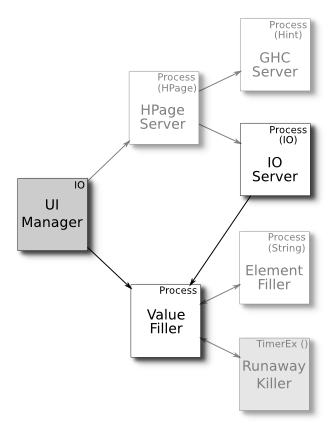 Process
(Hint)
GHC
Server
Process
(HPage)
HPage
Server
Process
(IO)
IO
Server
IO
UI
Manager
Process
(String)
Element
Filler
Process
Value
Filler
TimerEx ()
Runaway
Killer